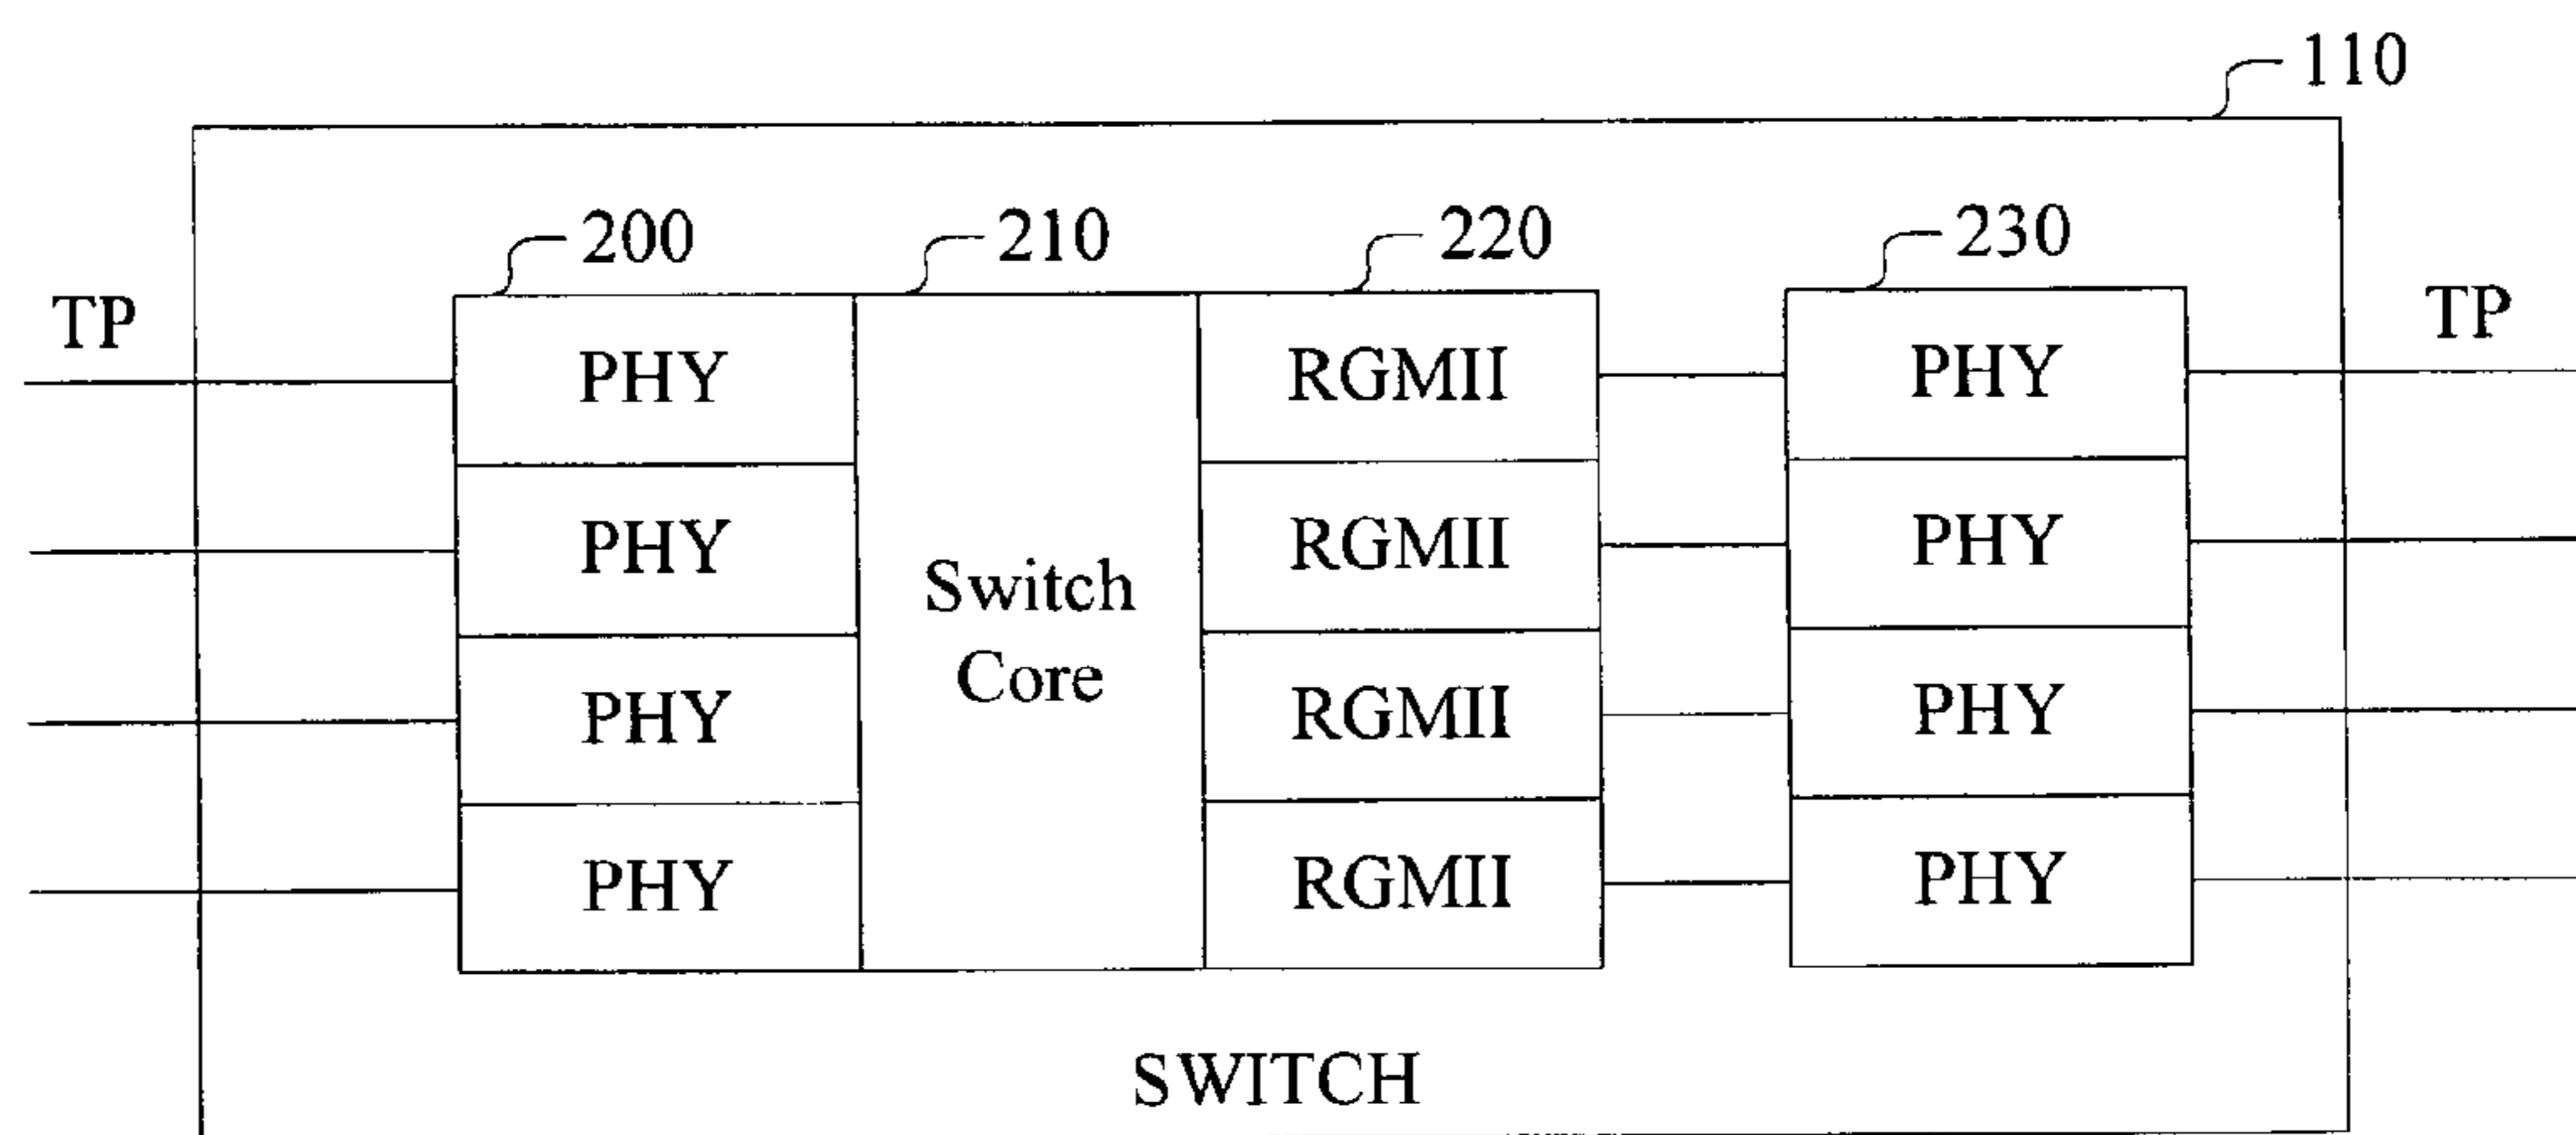 110
200 210 220 230
TP TP
PHY RGMII PHY
PHY RGMII PHY
Switch
Core
PHY RGMII PHY
PHY RGMII PHY
SWITCH